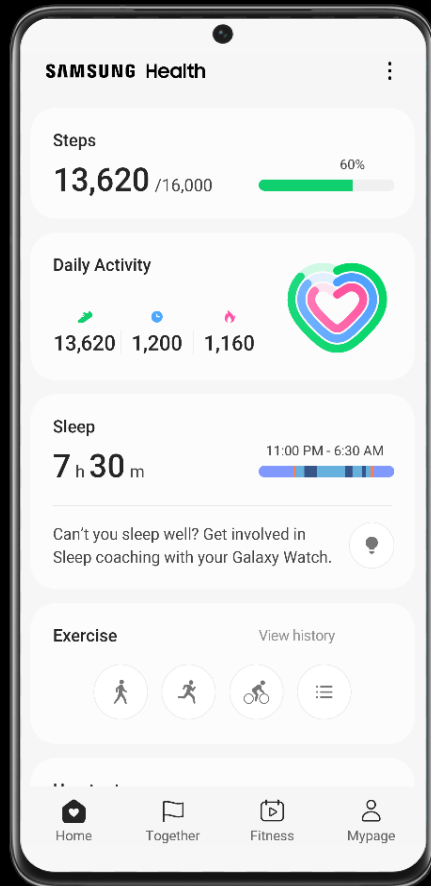 SAMSUNG Health
Steps
60%
13,620 /16,000
Daily Activity
13,620 1,200 1,160
Sleep
11:00 PM - 6:30 AM
7 h 30 m
Can't you sleep well? Get involved in
Sleep coaching with your Galaxy Watch.
Exercise
View history
Home
Together
Fitness
Mypage